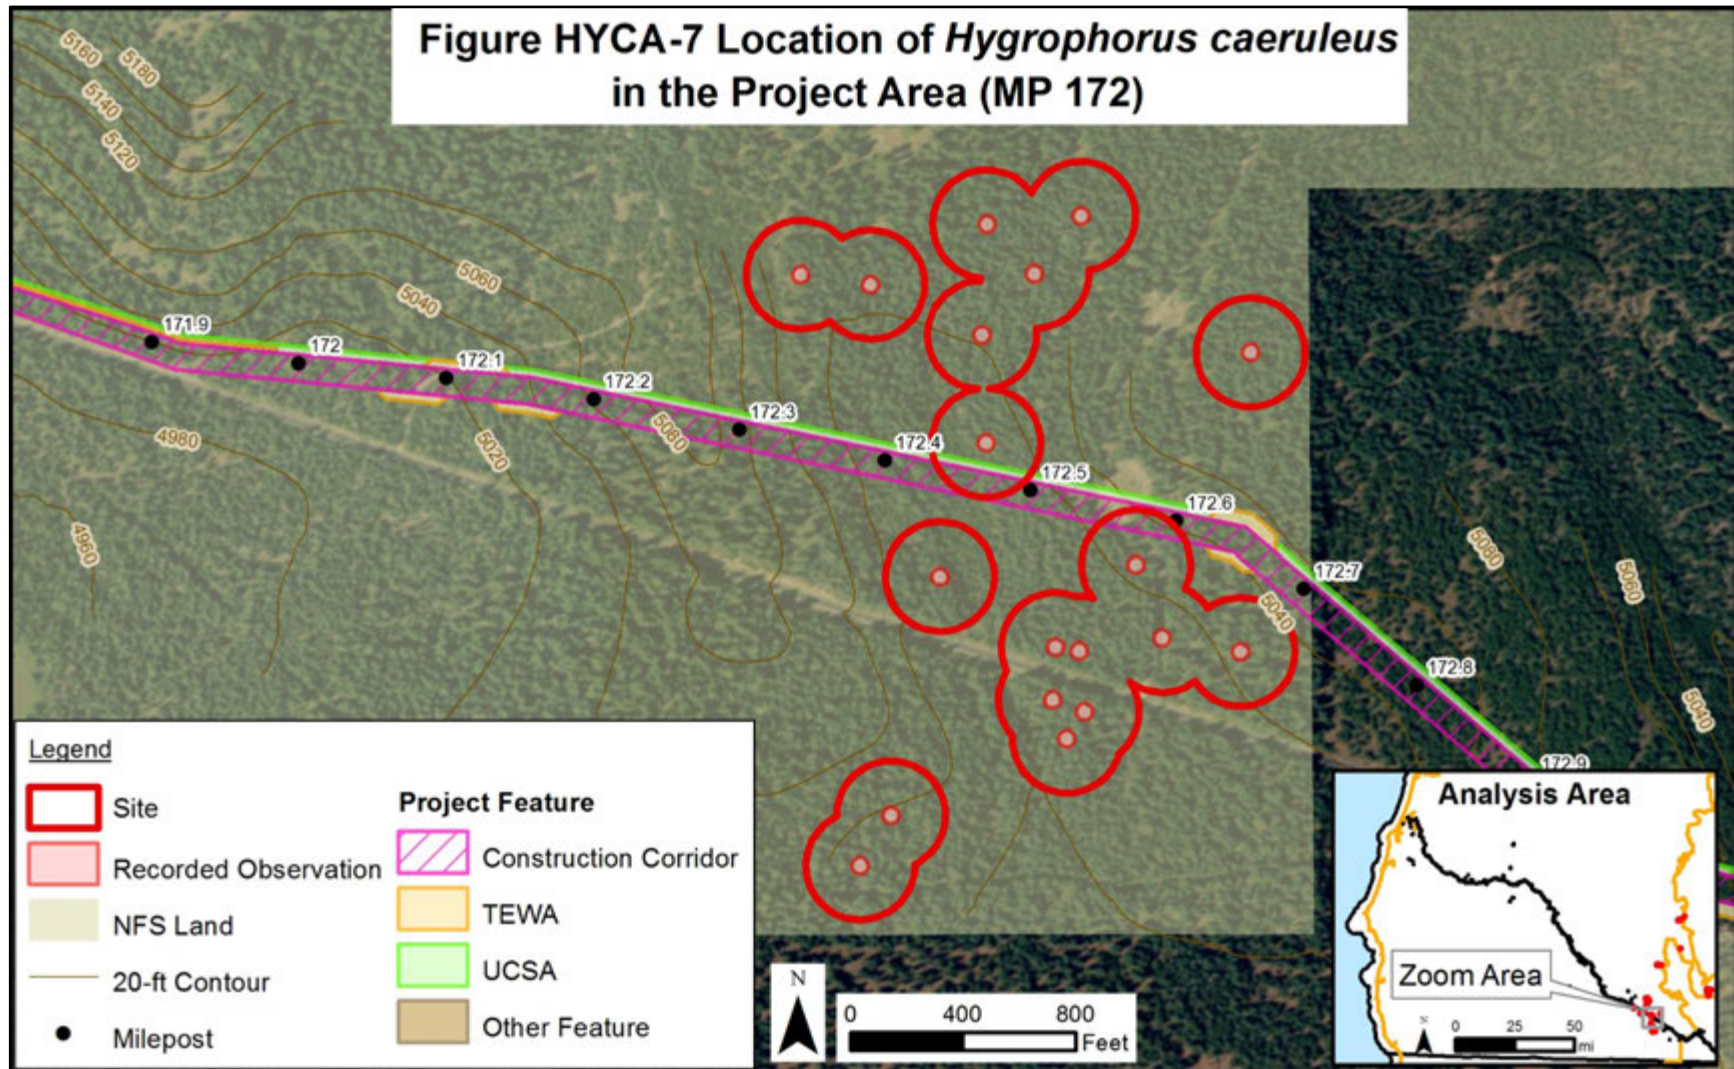 Figure HYCA-7 Location of Hygrophorus caeruleus
in the Project Area (MP 172)
5160
5180
5140
5120
5060
5040
171.9
172
172.1
172.2
172.3
172.4
172.5
172.6
172.7
172.8
172.9
4980
5020
5080
4960
5040
5080
5060
5040
Legend
Site
Recorded Observation
NFS Land
20-ft Contour
Milepost
Project Feature
Construction Corridor
TEWA
UCSA
Other Feature
N
0 400 800
Feet
Analysis Area
Zoom Area
N
0 25 50
mi